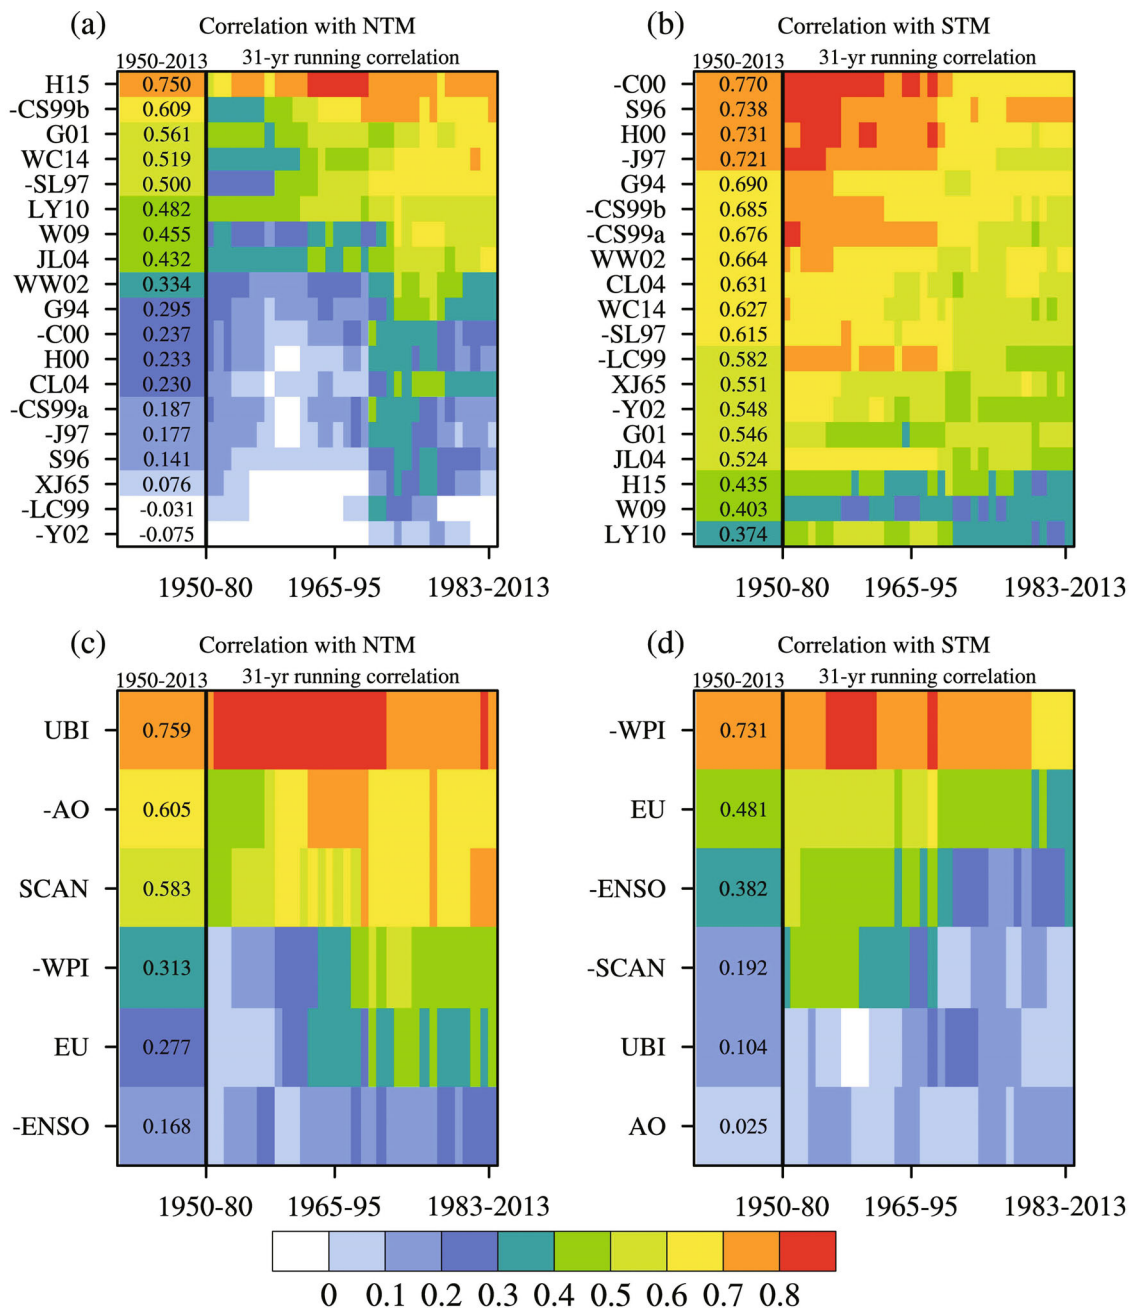 (a) Correlation with NTM
1950-2013 31-yr running correlation
H15 0.750
-CS99b 0.609
G01 0.561
WC14 0.519
-SL97 0.500
LY10 0.482
W09 0.455
JL04 0.432
WW02 0.334
G94 0.295
-C00 0.237
H00 0.233
CL04 0.230
-CS99a 0.187
-J97 0.177
S96 0.141
XJ65 0.076
-LC99 -0.031
-Y02 -0.075
1950-80 1965-95 1983-2013
(b) Correlation with STM
1950-2013 31-yr running correlation
-C00 0.770
S96 0.738
H00 0.731
-J97 0.721
G94 0.690
-CS99b 0.685
-CS99a 0.676
WW02 0.664
CL04 0.631
WC14 0.627
-SL97 0.615
-LC99 0.582
XJ65 0.551
-Y02 0.548
G01 0.546
JL04 0.524
H15 0.435
W09 0.403
LY10 0.374
1950-80 1965-95 1983-2013
(c) Correlation with NTM
1950-2013 31-yr running correlation
UBI 0.759
-AO 0.605
SCAN 0.583
-WPI 0.313
EU 0.277
-ENSO 0.168
1950-80 1965-95 1983-2013
(d) Correlation with STM
1950-2013 31-yr running correlation
-WPI 0.731
EU 0.481
-ENSO 0.382
-SCAN 0.192
UBI 0.104
AO 0.025
1950-80 1965-95 1983-2013
0 0.1 0.2 0.3 0.4 0.5 0.6 0.7 0.8